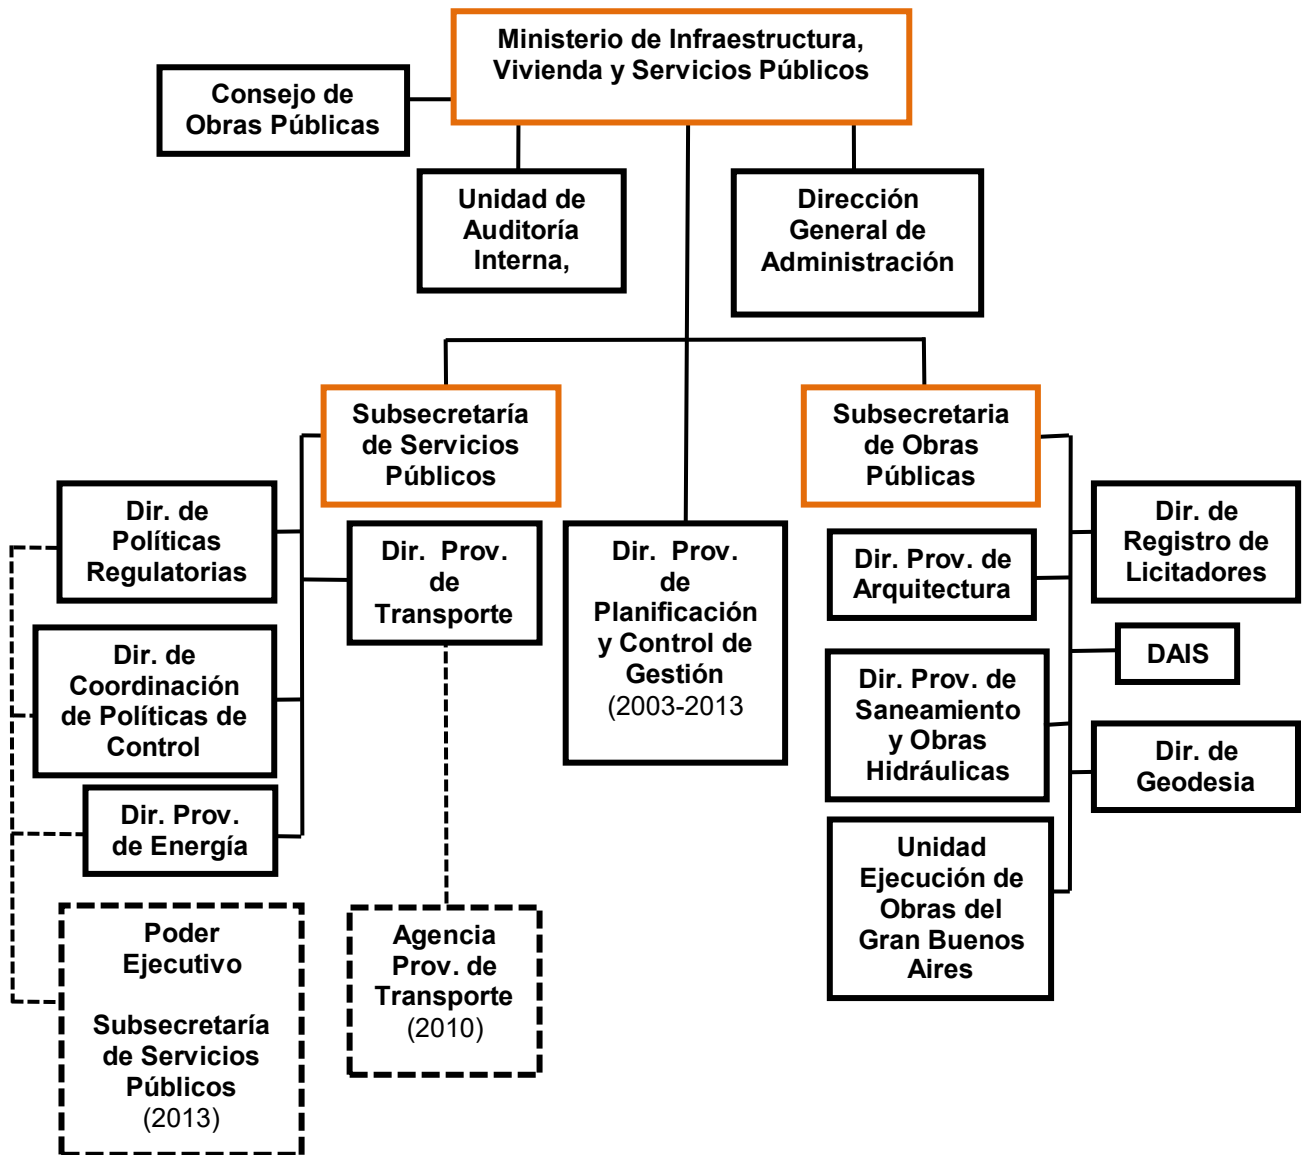 Ministerio de Infraestructura,
Vivienda y Servicios Públicos
Consejo de
Obras Públicas
Unidad de
Auditoría
Interna,
Dirección
General de
Administración
Subsecretaría
de Servicios
Públicos
Subsecretaria
de Obras
Públicas
Dir. de
Políticas
Regulatorias
Dir. Prov.
de
Transporte
Dir. Prov.
de
Planificación
y Control de
Gestión
(2003-2013
Dir. Prov. de
Arquitectura
Dir. de
Registro de
Licitadores
Dir. de
Coordinación
de Políticas de
Control
DAIS
Dir. Prov. de
Saneamiento
y Obras
Hidráulicas
Dir. de
Geodesia
Dir. Prov.
de Energía
Unidad
Ejecución de
Obras del
Gran Buenos
Aires
Poder
Ejecutivo
Subsecretaría
de Servicios
Públicos
(2013)
Agencia
Prov. de
Transporte
(2010)